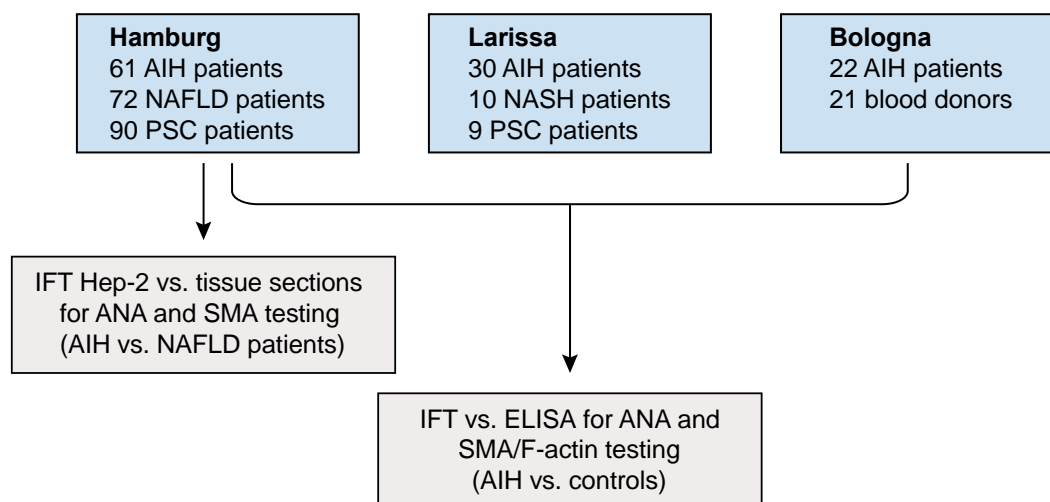 Hamburg
61 AIH patients
72 NAFLD patients
90 PSC patients
Larissa
30 AIH patients
10 NASH patients
9 PSC patients
Bologna
22 AIH patients
21 blood donors
IFT Hep-2 vs. tissue sections
for ANA and SMA testing
(AIH vs. NAFLD patients)
IFT vs. ELISA for ANA and
SMA/F-actin testing
(AIH vs. controls)